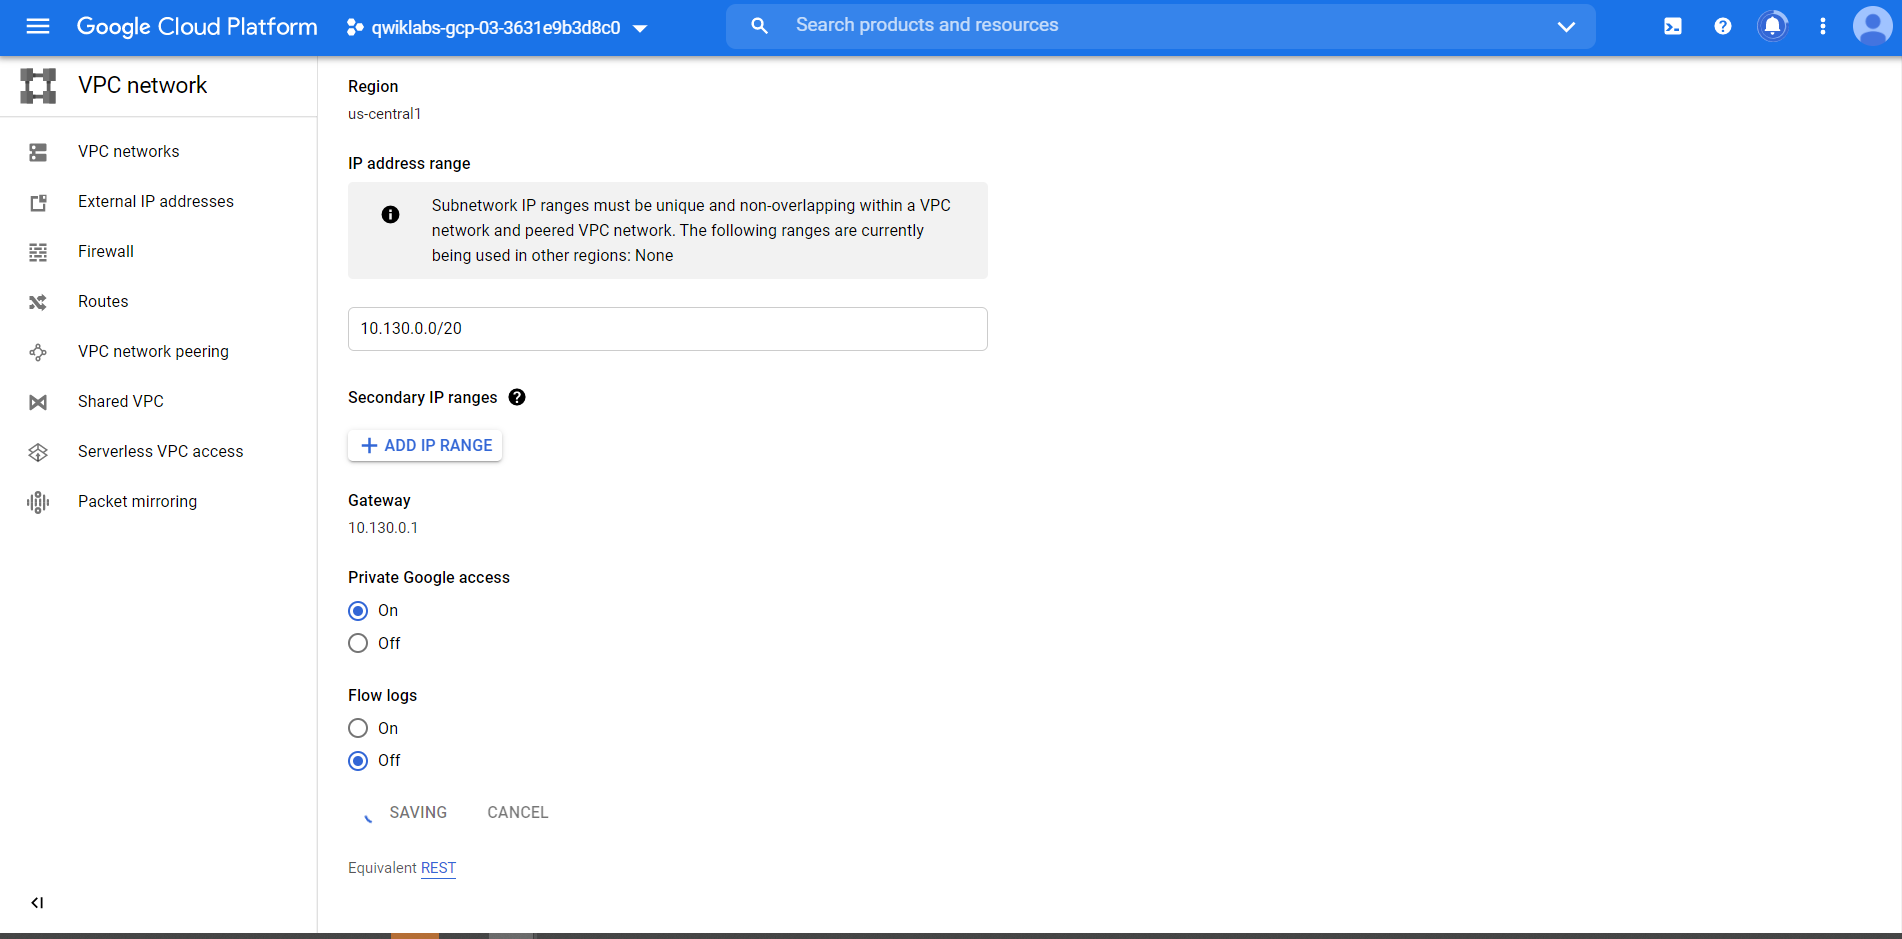 Google Cloud Platform
qwiklabs-gcp-03-3631e9b3d8c0
Search products and resources
VPC network
VPC networks
External IP addresses
Firewall
Routes
VPC network peering
Shared VPC
Serverless VPC access
Packet mirroring
Region
us-central1
IP address range
Subnetwork IP ranges must be unique and non-overlapping within a VPC
network and peered VPC network. The following ranges are currently
being used in other regions: None
10.130.0.0/20
Secondary IP ranges
ADD IP RANGE
Gateway
10.130.0.1
Private Google access
On
Off
Flow logs
On
Off
SAVING CANCEL
Equivalent REST